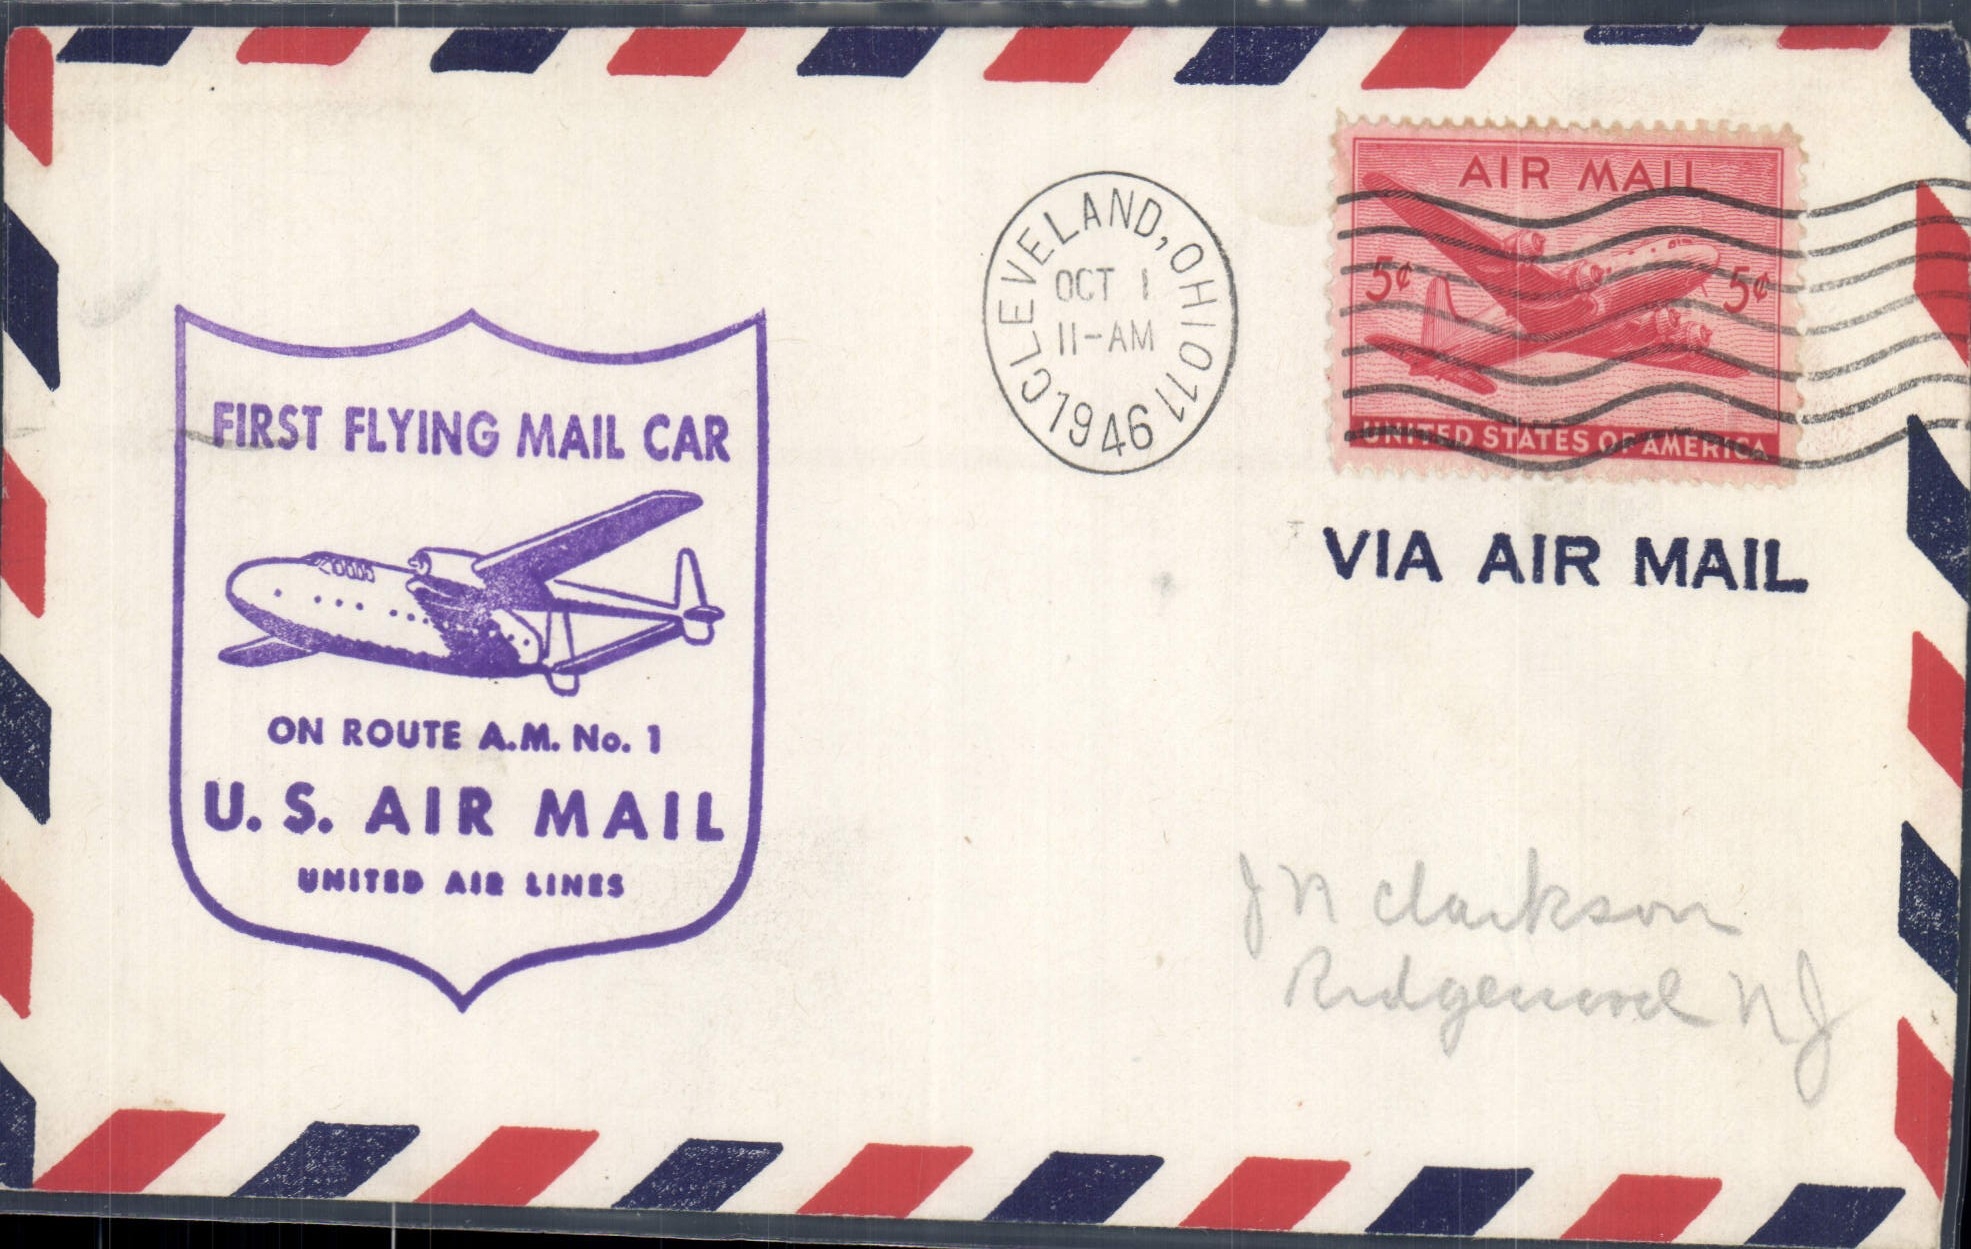 AIR MAIL
5¢ 5¢
UNITED STATES OF AMERICA
CLEVELAND, OHIO 11
OCT 1
11-AM
1946
VIA AIR MAIL
FIRST FLYING MAIL CAR
ON ROUTE A.M. No. 1
U. S. AIR MAIL
UNITED AIR LINES
J N Clarkson
Ridgewood NJ